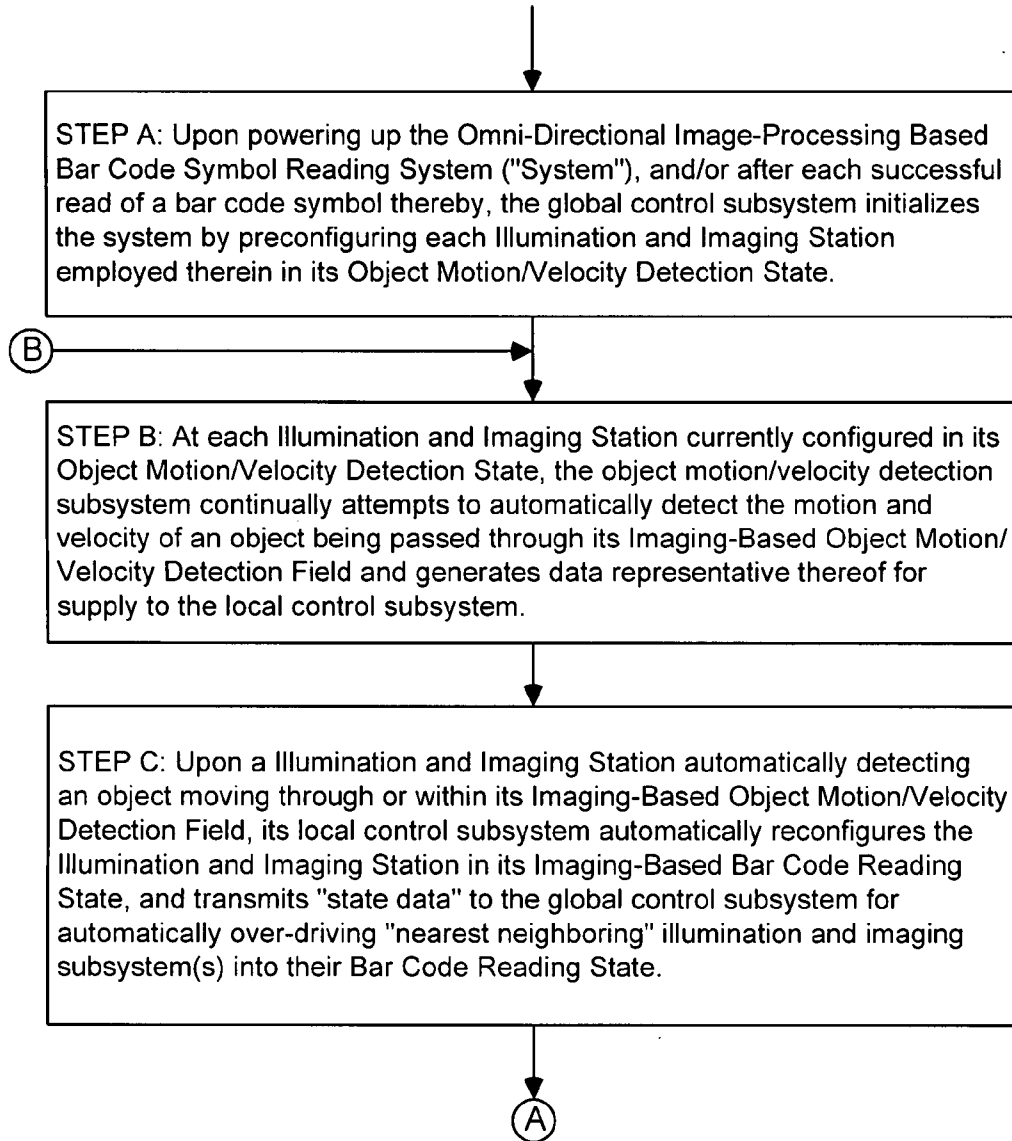 STEP A: Upon powering up the Omni-Directional Image-Processing Based
Bar Code Symbol Reading System ("System"), and/or after each successful
read of a bar code symbol thereby, the global control subsystem initializes
the system by preconfiguring each Illumination and Imaging Station
employed therein in its Object Motion/Velocity Detection State.
B
STEP B: At each Illumination and Imaging Station currently configured in its
Object Motion/Velocity Detection State, the object motion/velocity detection
subsystem continually attempts to automatically detect the motion and
velocity of an object being passed through its Imaging-Based Object Motion/
Velocity Detection Field and generates data representative thereof for
supply to the local control subsystem.
STEP C: Upon a Illumination and Imaging Station automatically detecting
an object moving through or within its Imaging-Based Object Motion/Velocity
Detection Field, its local control subsystem automatically reconfigures the
Illumination and Imaging Station in its Imaging-Based Bar Code Reading
State, and transmits "state data" to the global control subsystem for
automatically over-driving "nearest neighboring" illumination and imaging
subsystem(s) into their Bar Code Reading State.
A